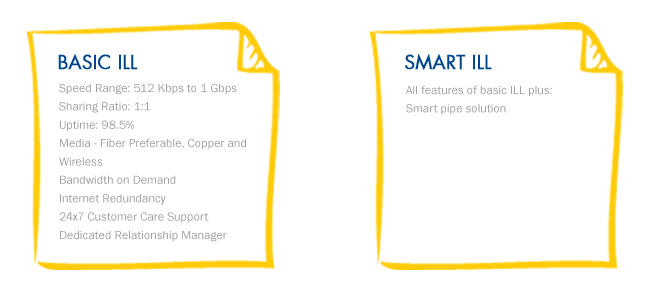 BASIC ILL
Speed Range: 512 Kbps to 1 Gbps
Sharing Ratio: 1:1
Uptime: 98.5%
Media - Fiber Preferable, Copper and
Wireless
Bandwidth on Demand
Internet Redundancy
24x7 Customer Care Support
Dedicated Relationship Manager
SMART ILL
All features of basic ILL plus:
Smart pipe solution